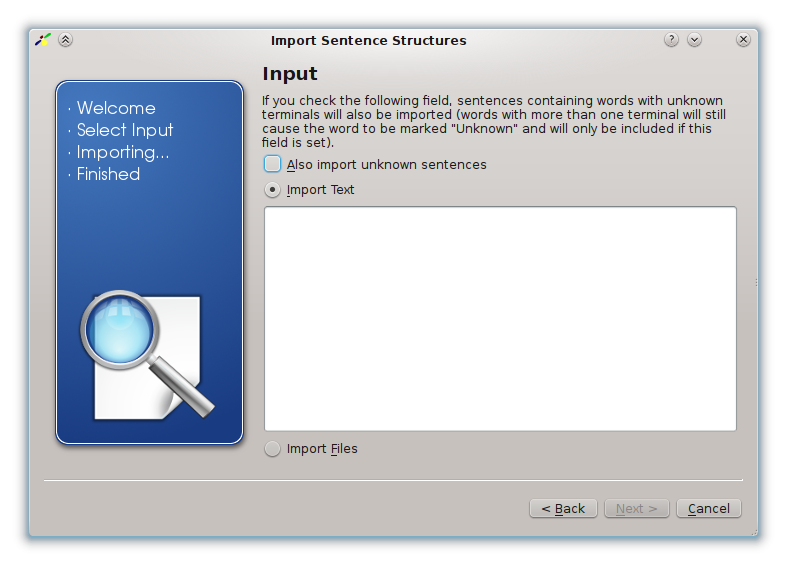 Import Sentence Structures
· Welcome
· Select Input
· Importing...
· Finished
Input
If you check the following field, sentences containing words with unknown
terminals will also be imported (words with more than one terminal will still
cause the word to be marked "Unknown" and will only be included if this
field is set).
Also import unknown sentences
Import Text
Import Files
< Back
Next >
Cancel